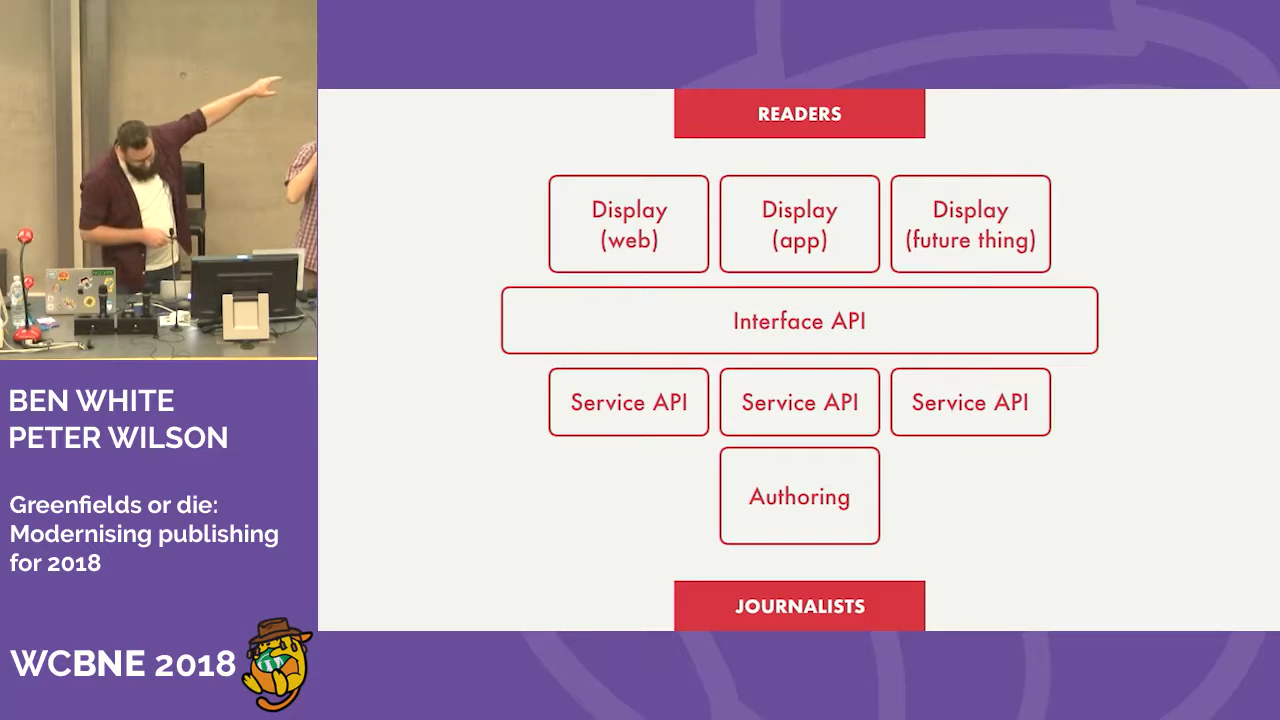 READERS
Display
(web)
Display
(app)
Display
(future thing)
Interface API
Service API
Service API
Service API
Authoring
JOURNALISTS
BEN WHITE
PETER WILSON
Greenfields or die:
Modernising publishing
for 2018
WCBNE 2018